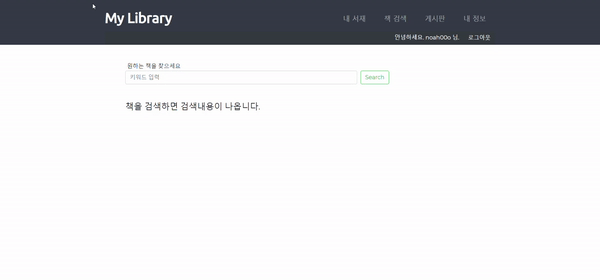 My Library
내 서재 책 검색 게시판 내 정보
안녕하세요, noah00o 님. 로그아웃
원하는 책을 찾으세요
키워드 입력 Search
책을 검색하면 검색내용이 나옵니다.